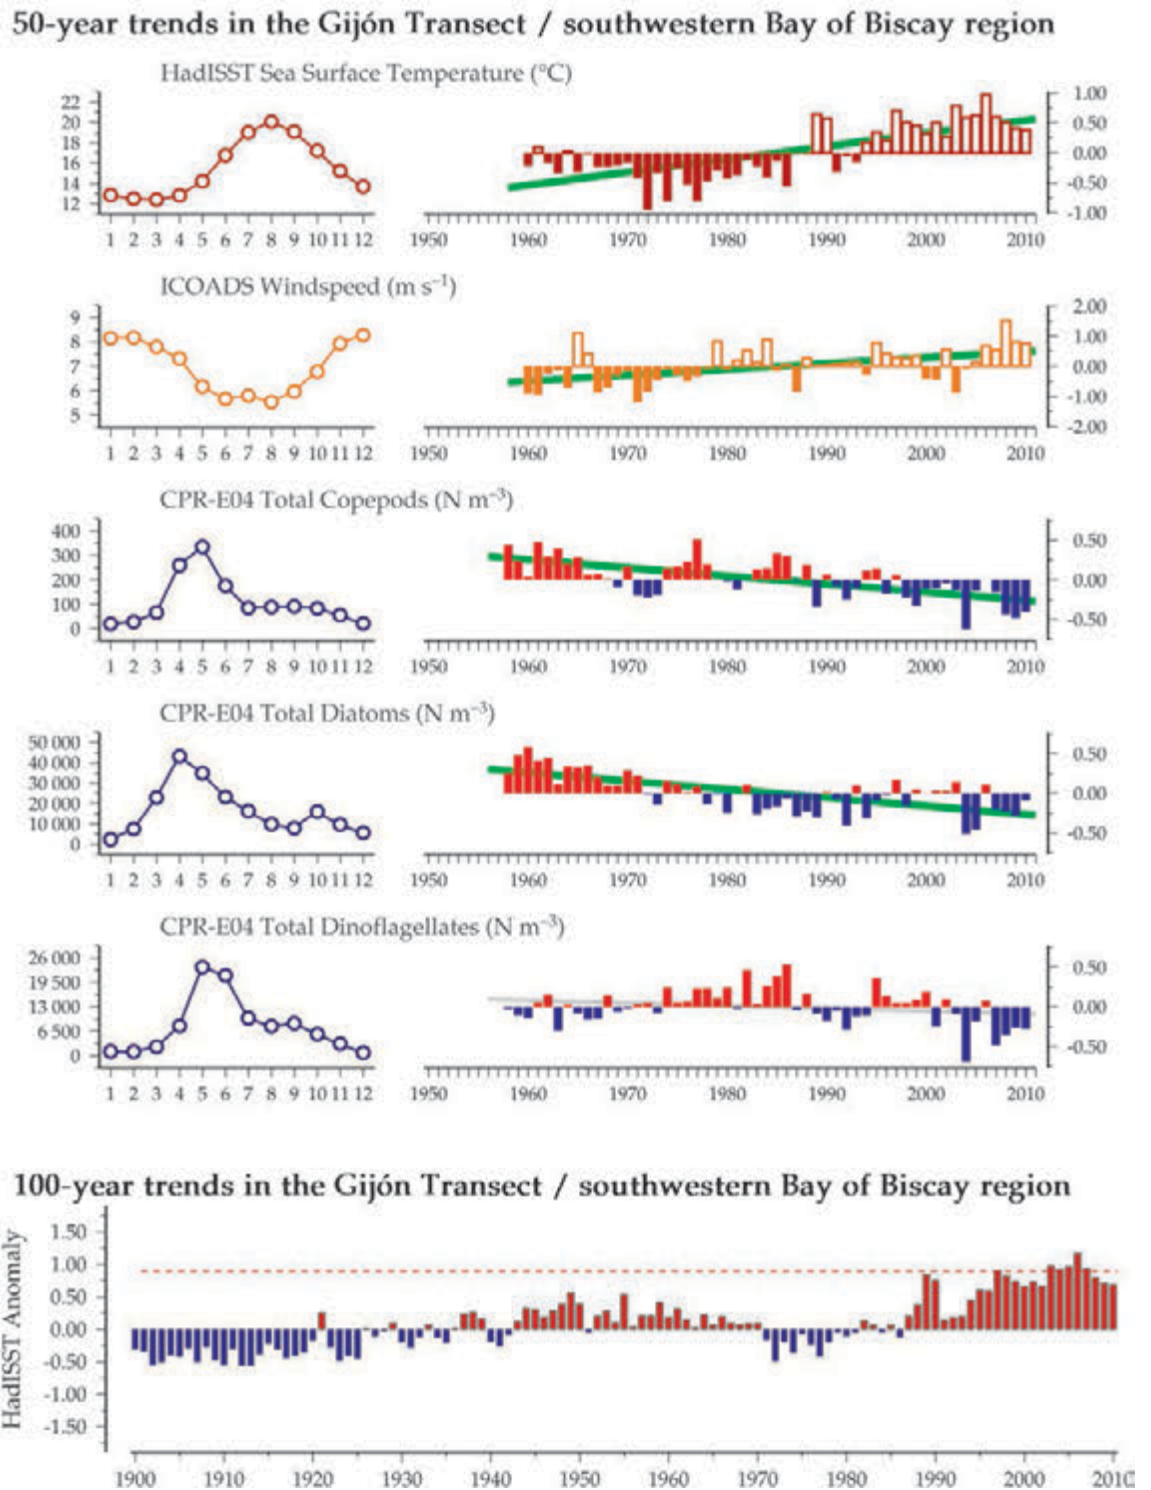 50-year trends in the Gijón Transect / southwestern Bay of Biscay region
HadISST Sea Surface Temperature (°C)
22
20
18
16
14
12
1.00
0.50
0.00
-0.50
-1.00
1 2 3 4 5 6 7 8 9 10 11 12
1950 1960 1970 1980 1990 2000 2010
ICOADS Windspeed (m s⁻¹)
9
8
7
6
5
2.00
1.00
0.00
-1.00
-2.00
1 2 3 4 5 6 7 8 9 10 11 12
1950 1960 1970 1980 1990 2000 2010
CPR-E04 Total Copepods (N m⁻³)
400
300
200
100
0
0.50
0.00
-0.50
1 2 3 4 5 6 7 8 9 10 11 12
1950 1960 1970 1980 1990 2000 2010
CPR-E04 Total Diatoms (N m⁻³)
50 000
40 000
30 000
20 000
10 000
0
0.50
0.00
-0.50
1 2 3 4 5 6 7 8 9 10 11 12
1950 1960 1970 1980 1990 2000 2010
CPR-E04 Total Dinoflagellates (N m⁻³)
26 000
19 500
13 000
6 500
0
0.50
0.00
-0.50
1 2 3 4 5 6 7 8 9 10 11 12
1950 1960 1970 1980 1990 2000 2010
100-year trends in the Gijón Transect / southwestern Bay of Biscay region
HadISST Anomaly
1.50
1.00
0.50
0.00
-0.50
-1.00
-1.50
1900 1910 1920 1930 1940 1950 1960 1970 1980 1990 2000 2010